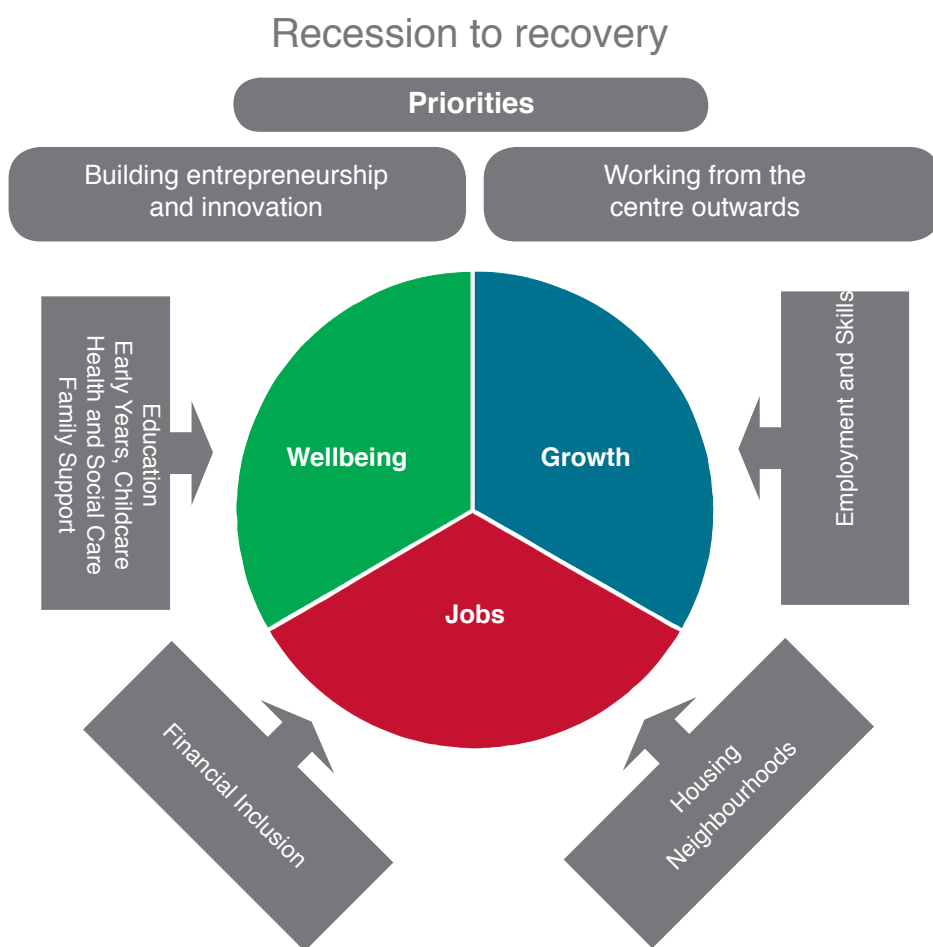 Recession to recovery
Priorities
Building entrepreneurship
and innovation
Working from the
centre outwards
Education
Early Years, Childcare
Health and Social Care
Family Support
Wellbeing
Growth
Employment and Skills
Jobs
Financial Inclusion
Housing
Neighbourhoods